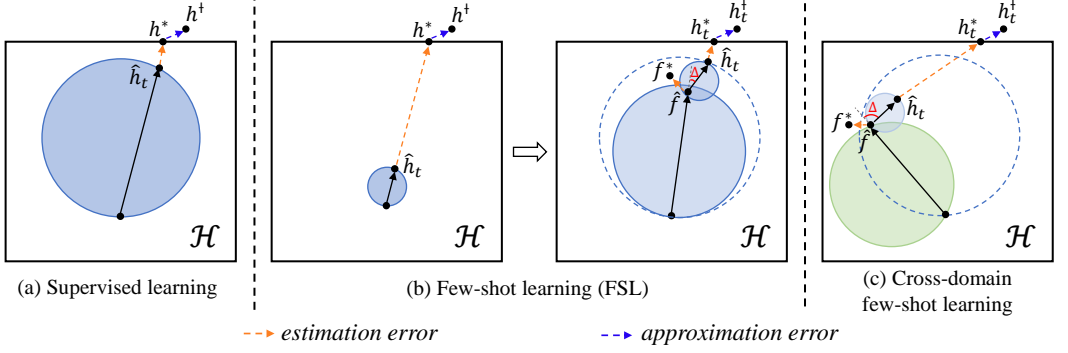 h* h†
ĥt
ℋ
(a) Supervised learning
h* h†
ĥt
ℋ
ht* ht†
f* Δ ĥt
f̂
ℋ
(b) Few-shot learning (FSL)
ht* ht†
f* Δ ĥt
f̂
ℋ
(c) Cross-domain
few-shot learning
estimation error
approximation error